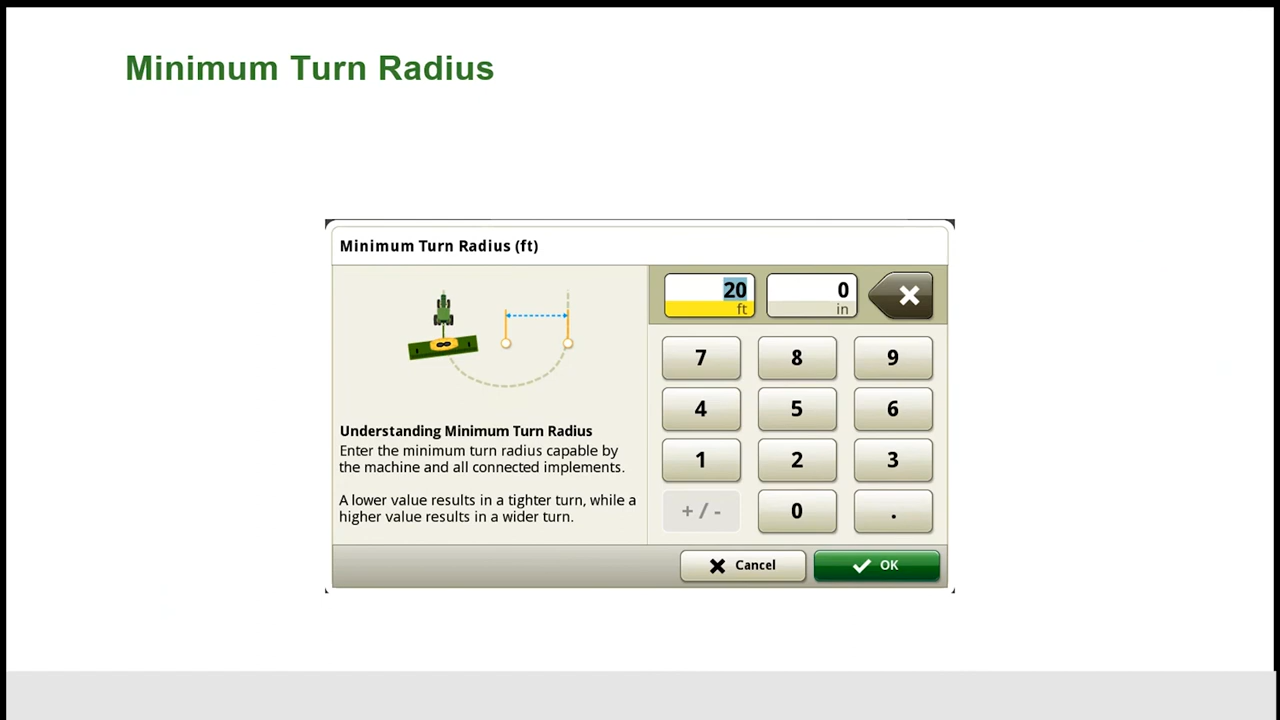 Minimum Turn Radius
Minimum Turn Radius (ft)
20
ft
0
in
Understanding Minimum Turn Radius
Enter the minimum turn radius capable by
the machine and all connected implements.
A lower value results in a tighter turn, while a
higher value results in a wider turn.
7 8 9
4 5 6
1 2 3
+ / - 0 .
Cancel OK